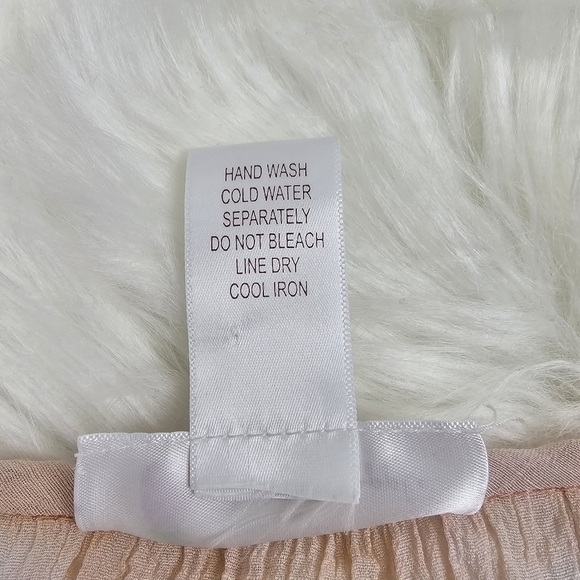 HAND WASH
COLD WATER
SEPARATELY
DO NOT BLEACH
LINE DRY
COOL IRON